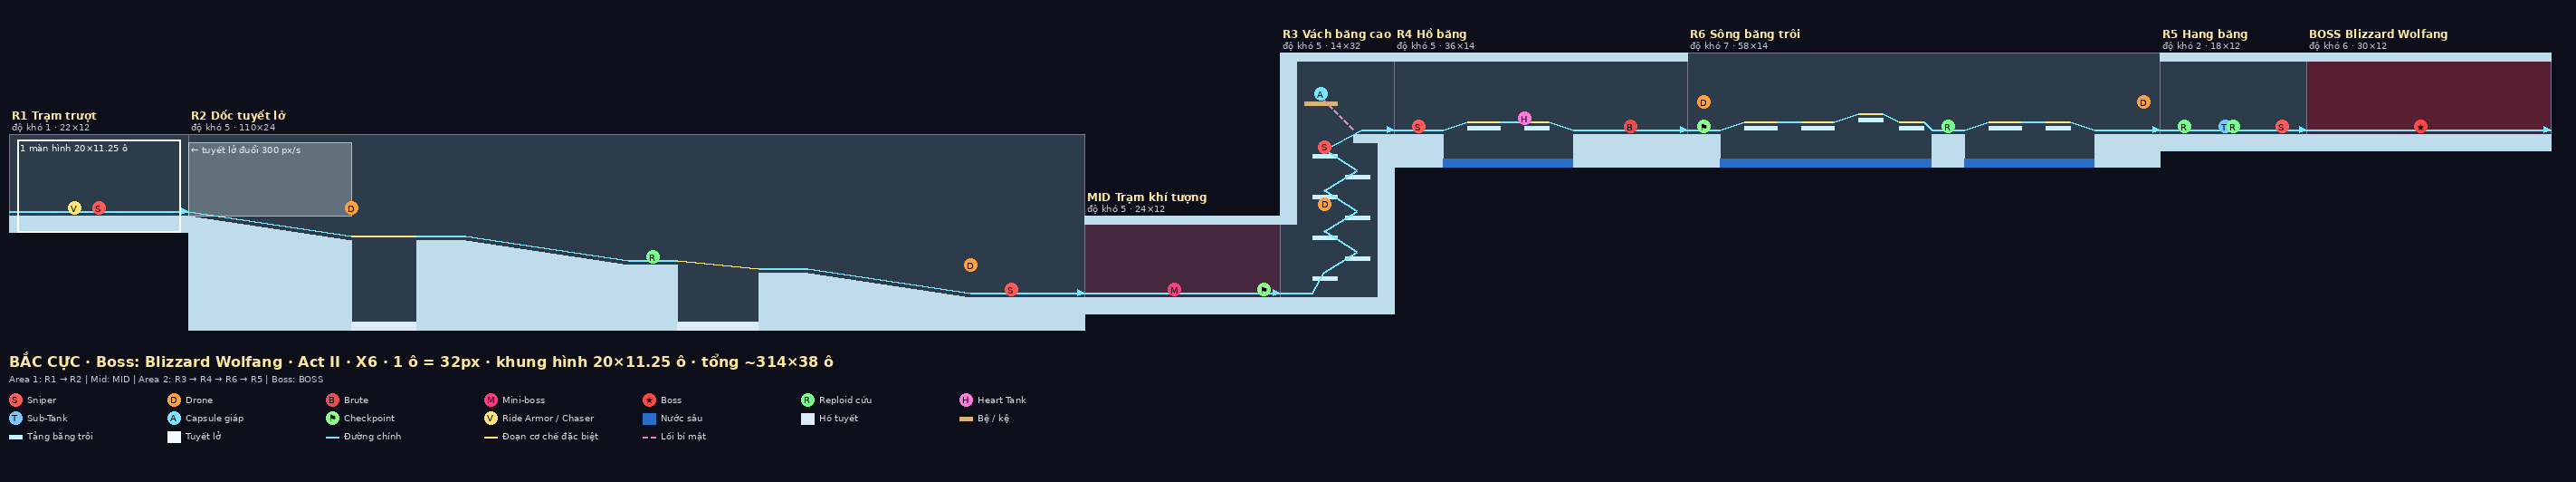 R3 Vách băng cao
độ khó 5 · 14×32
R4 Hồ băng
độ khó 5 · 36×14
R6 Sông băng trôi
độ khó 7 · 58×14
R5 Hang băng
độ khó 2 · 18×12
BOSS Blizzard Wolfang
độ khó 6 · 30×12
R1 Trạm trượt
độ khó 1 · 22×12
R2 Dốc tuyết lở
độ khó 5 · 110×24
1 màn hình 20×11.25 ô
← tuyết lở đuổi 300 px/s
MID Trạm khí tượng
độ khó 5 · 24×12
A
D
D
S
H
B
⚑
R
R
T
R
S
★
S
V
S
D
D
R
D
S
M
⚑
BẮC CỰC · Boss: Blizzard Wolfang · Act II · X6 · 1 ô = 32px · khung hình 20×11.25 ô · tổng ~314×38 ô
Area 1: R1 → R2 | Mid: MID | Area 2: R3 → R4 → R6 → R5 | Boss: BOSS
S Sniper
D Drone
B Brute
M Mini-boss
★ Boss
R Reploid cứu
H Heart Tank
T Sub-Tank
A Capsule giáp
⚑ Checkpoint
V Ride Armor / Chaser
Nước sâu
Hố tuyết
Bệ / kệ
Tảng băng trôi
Tuyết lở
Đường chính
Đoạn cơ chế đặc biệt
Lối bí mật